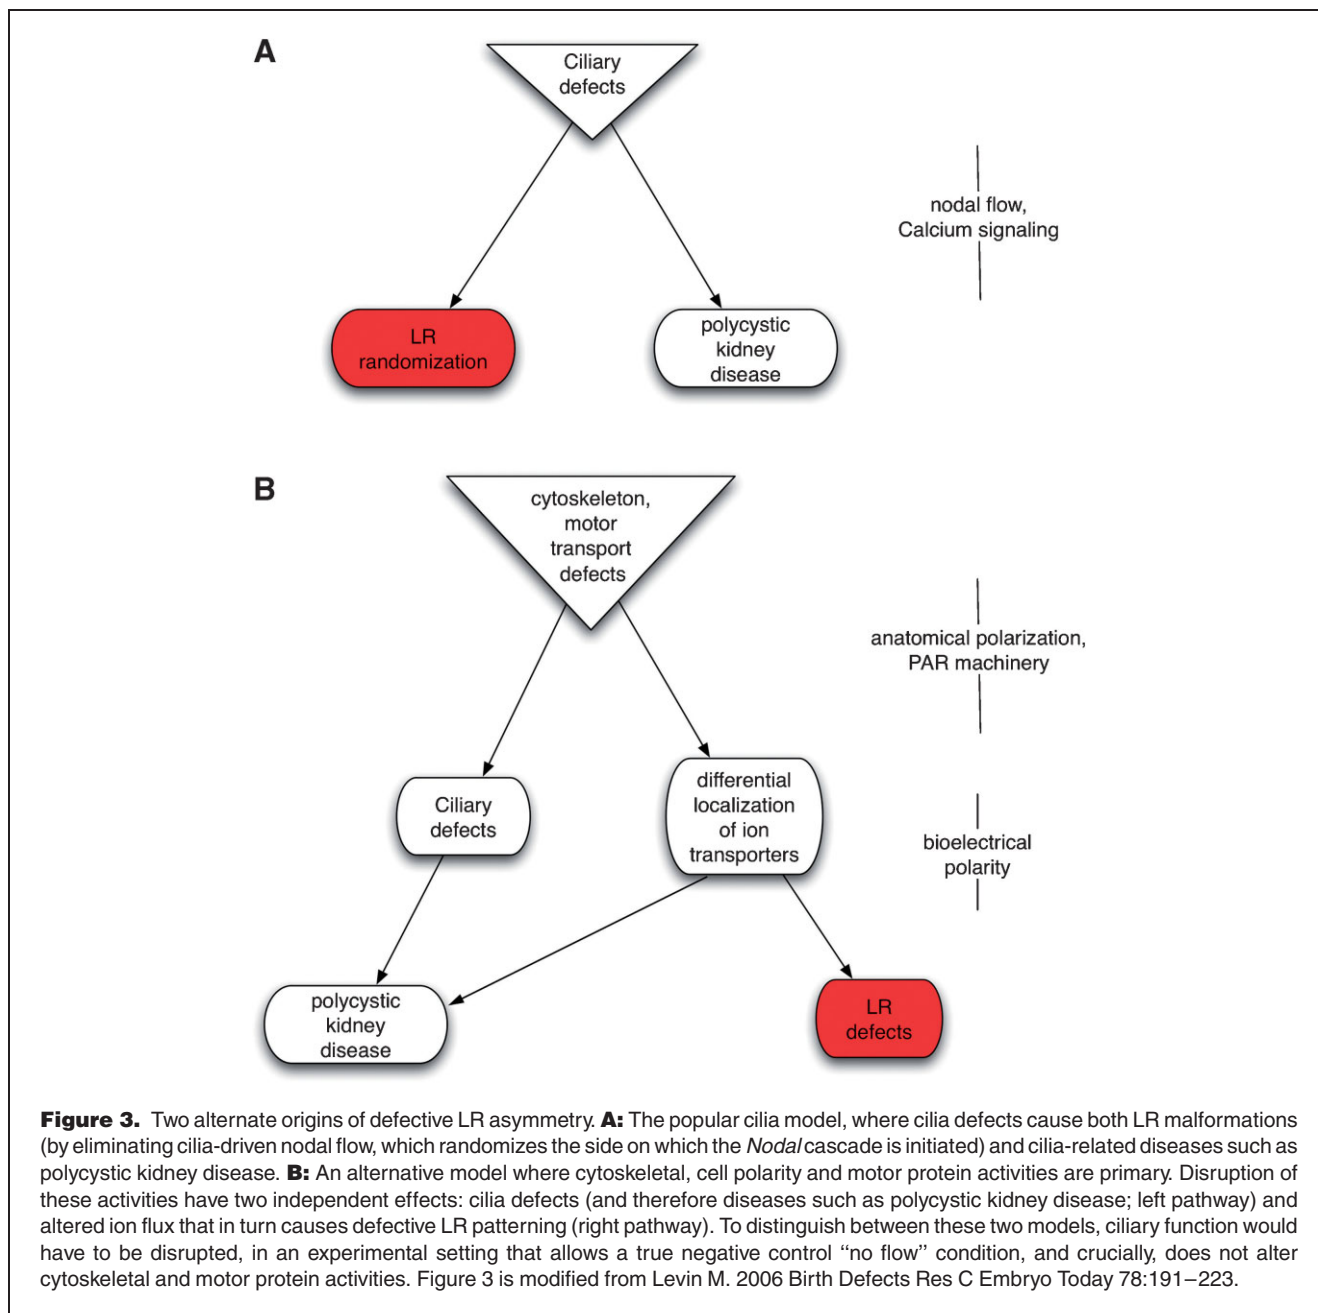 A
Ciliary
defects
nodal flow,
Calcium signaling
LR
randomization
polycystic
kidney
disease
B
cytoskeleton,
motor
transport
defects
anatomical polarization,
PAR machinery
Ciliary
defects
differential
localization
of ion
transporters
bioelectrical
polarity
polycystic
kidney
disease
LR
defects
Figure 3. Two alternate origins of defective LR asymmetry. A: The popular cilia model, where cilia defects cause both LR malformations
(by eliminating cilia-driven nodal flow, which randomizes the side on which the Nodal cascade is initiated) and cilia-related diseases such as
polycystic kidney disease. B: An alternative model where cytoskeletal, cell polarity and motor protein activities are primary. Disruption of
these activities have two independent effects: cilia defects (and therefore diseases such as polycystic kidney disease; left pathway) and
altered ion flux that in turn causes defective LR patterning (right pathway). To distinguish between these two models, ciliary function would
have to be disrupted, in an experimental setting that allows a true negative control “no flow” condition, and crucially, does not alter
cytoskeletal and motor protein activities. Figure 3 is modified from Levin M. 2006 Birth Defects Res C Embryo Today 78:191–223.